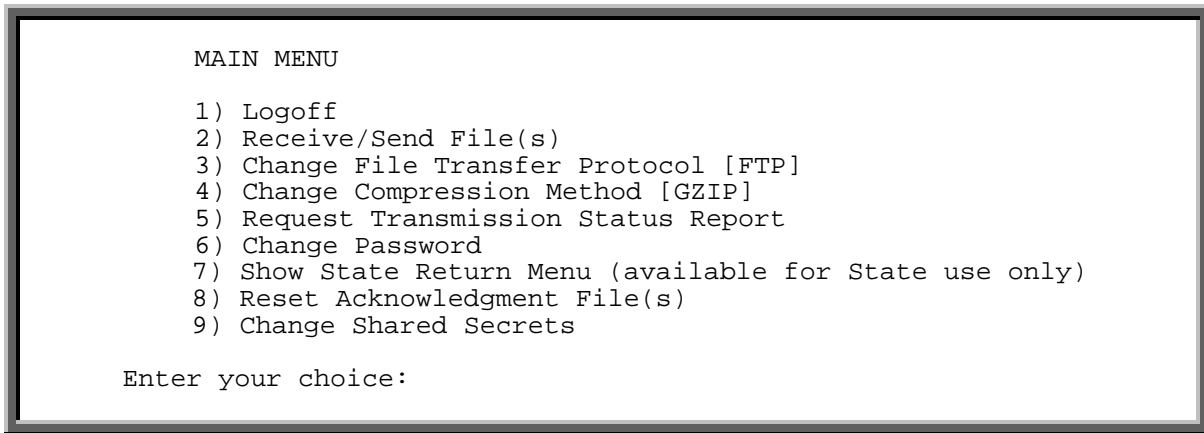 MAIN MENU
1) Logoff
2) Receive/Send File(s)
3) Change File Transfer Protocol [FTP]
4) Change Compression Method [GZIP]
5) Request Transmission Status Report
6) Change Password
7) Show State Return Menu (available for State use only)
8) Reset Acknowledgment File(s)
9) Change Shared Secrets
Enter your choice: